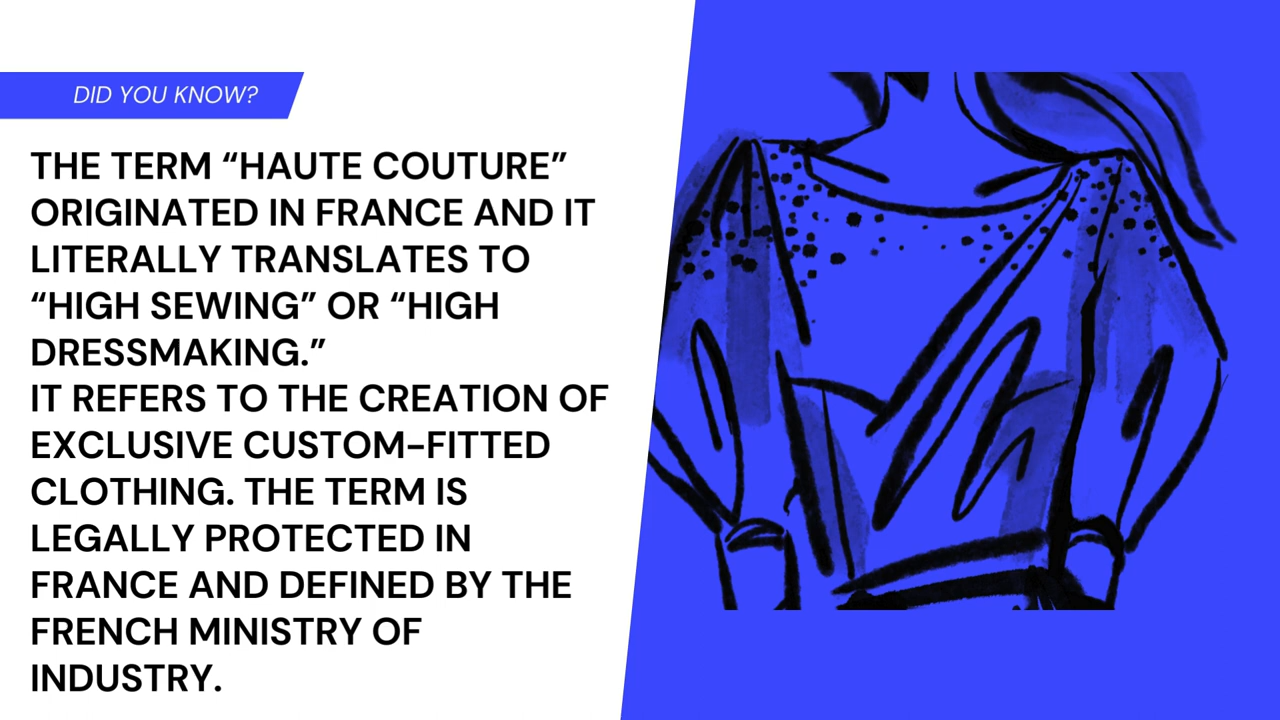 DID YOU KNOW?
THE TERM “HAUTE COUTURE”
ORIGINATED IN FRANCE AND IT
LITERALLY TRANSLATES TO
“HIGH SEWING” OR “HIGH
DRESSMAKING.”
IT REFERS TO THE CREATION OF
EXCLUSIVE CUSTOM-FITTED
CLOTHING. THE TERM IS
LEGALLY PROTECTED IN
FRANCE AND DEFINED BY THE
FRENCH MINISTRY OF
INDUSTRY.